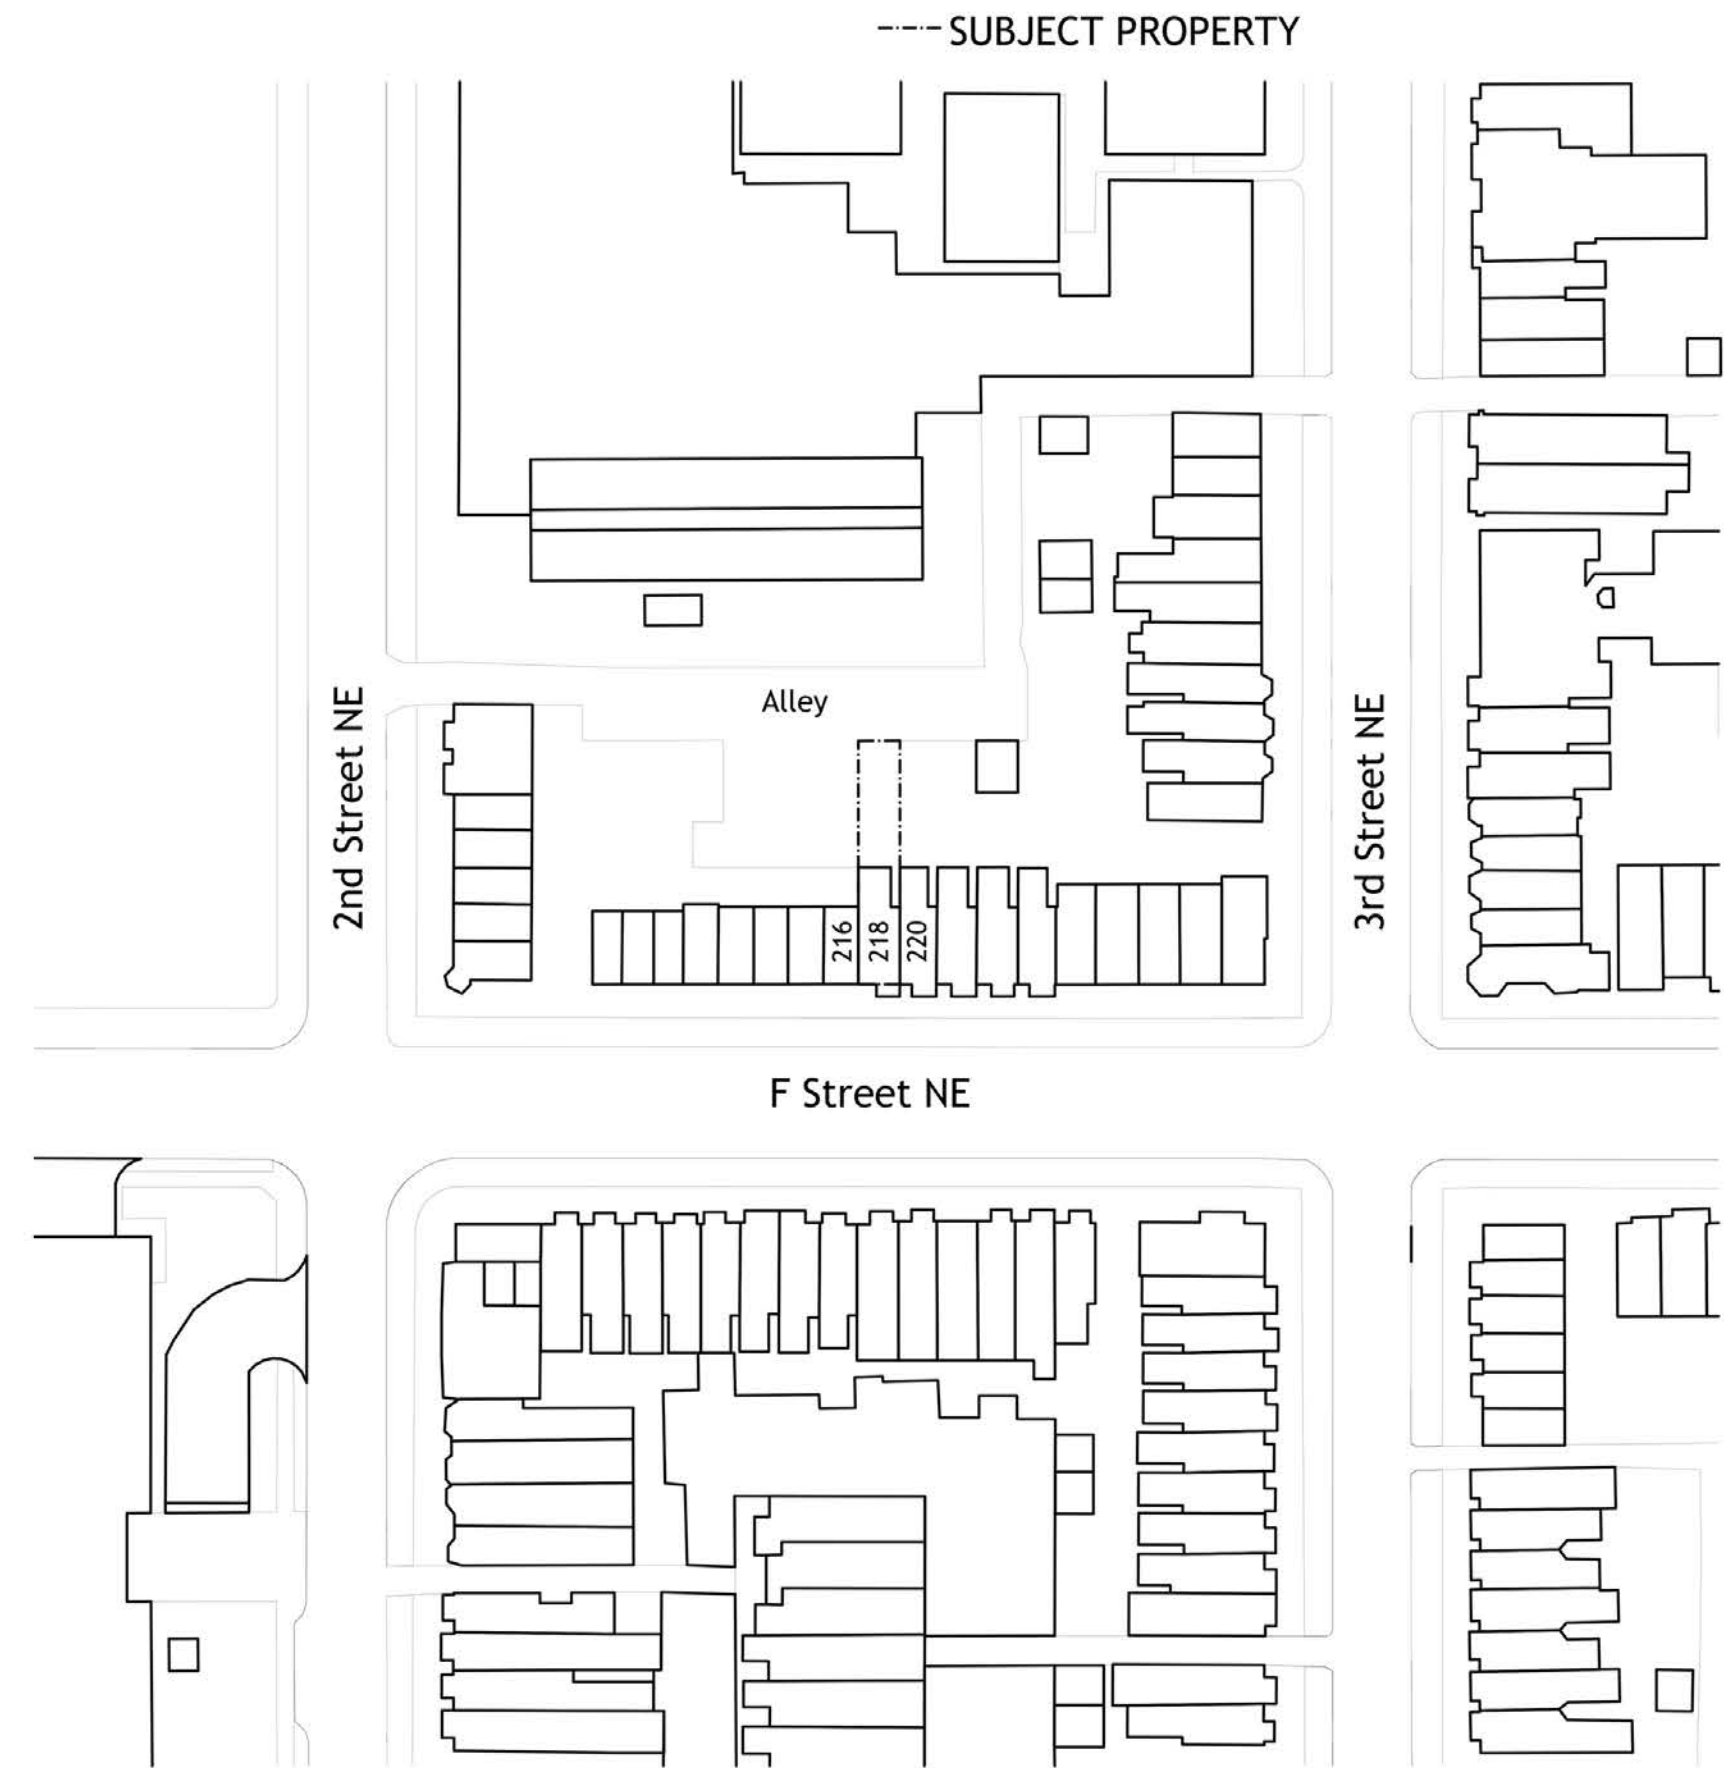 SUBJECT PROPERTY
Alley
2nd Street NE
3rd Street NE
216
218
220
F Street NE